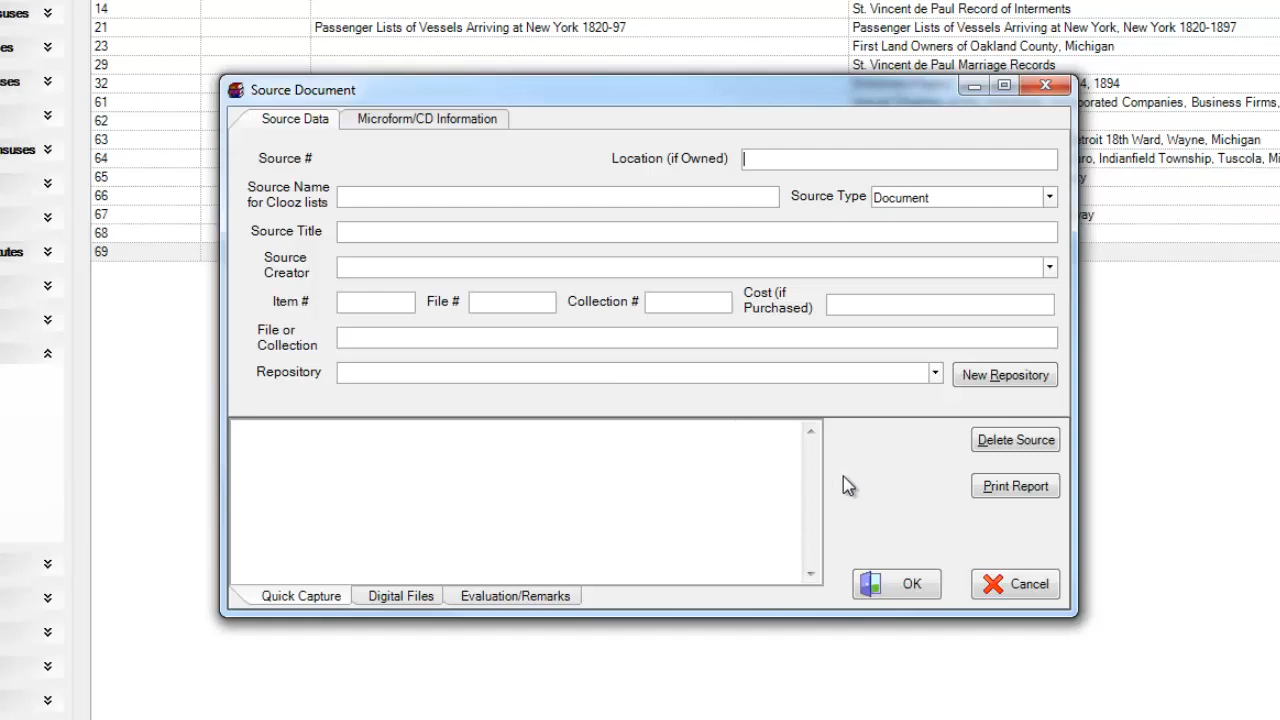 suses
es
ses
suses
utes
14 St. Vincent de Paul Record of Interments
21 Passenger Lists of Vessels Arriving at New York 1820-97 Passenger Lists of Vessels Arriving at New York, New York 1820-1897
23 First Land Owners of Oakland County, Michigan
29 St. Vincent de Paul Marriage Records
32 4, 1894
61 orated Companies, Business Firms,
62
63 etroit 18th Ward, Wayne, Michigan
64 ro, Indianfield Township, Tuscola, Mi
65 ry
66
67 vay
68
69
Source Document
Source Data Microform/CD Information
Source # Location (if Owned)
Source Name
for Clooz lists
Source Type Document
Source Title
Source
Creator
Item # File # Collection # Cost (if
Purchased)
File or
Collection
Repository New Repository
Delete Source
Print Report
OK Cancel
Quick Capture Digital Files Evaluation/Remarks